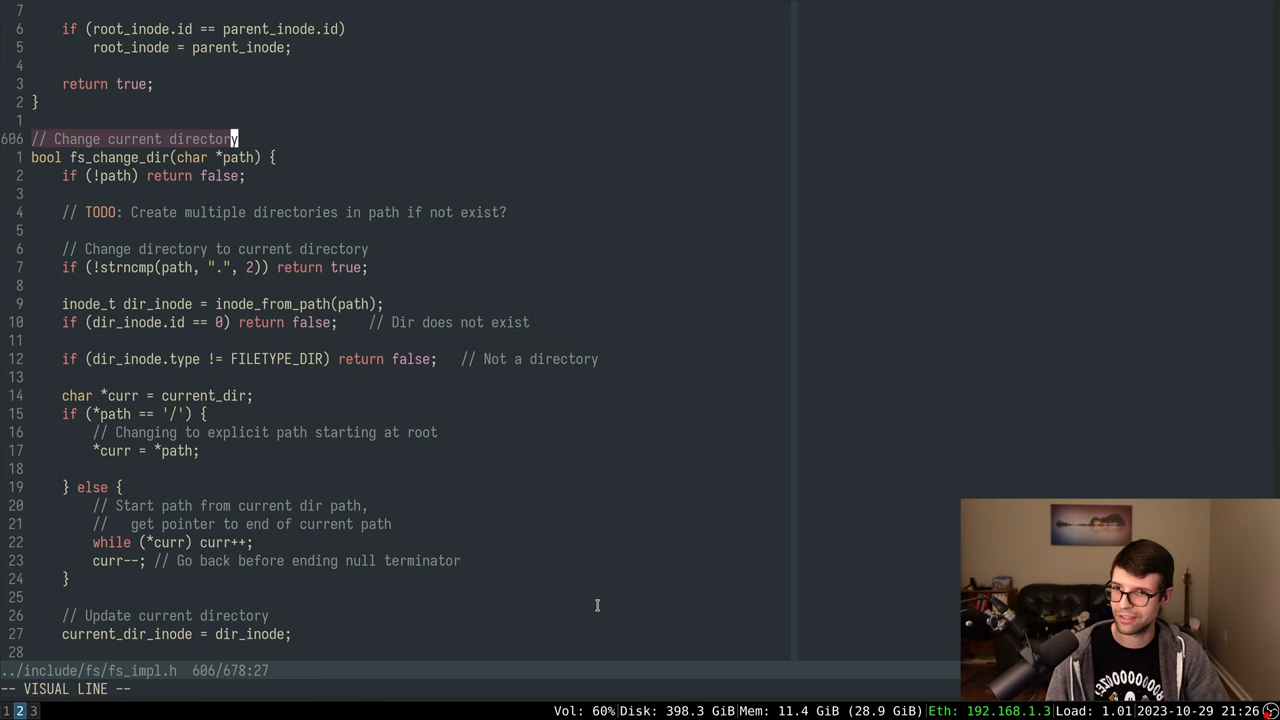 7
6     if (root_inode.id == parent_inode.id)
5         root_inode = parent_inode;
4
3     return true;
2 }
1
606 // Change current directory
1 bool fs_change_dir(char *path) {
2     if (!path) return false;
3
4     // TODO: Create multiple directories in path if not exist?
5
6     // Change directory to current directory
7     if (!strncmp(path, ".", 2)) return true;
8
9     inode_t dir_inode = inode_from_path(path);
10     if (dir_inode.id == 0) return false;    // Dir does not exist
11
12     if (dir_inode.type != FILETYPE_DIR) return false;   // Not a directory
13
14     char *curr = current_dir;
15     if (*path == '/') {
16         // Changing to explicit path starting at root
17         *curr = *path;
18
19     } else {
20         // Start path from current dir path,
21         //   get pointer to end of current path
22         while (*curr) curr++;
23         curr--; // Go back before ending null terminator
24     }
25
26     // Update current directory
27     current_dir_inode = dir_inode;
28
../include/fs/fs_impl.h  606/678:27
-- VISUAL LINE --
1 2 3 Vol: 60%|Disk: 398.3 GiB|Mem: 11.4 GiB (28.9 GiB)|Eth: 192.168.1.3|Load: 1.01 2023-10-29 21:26